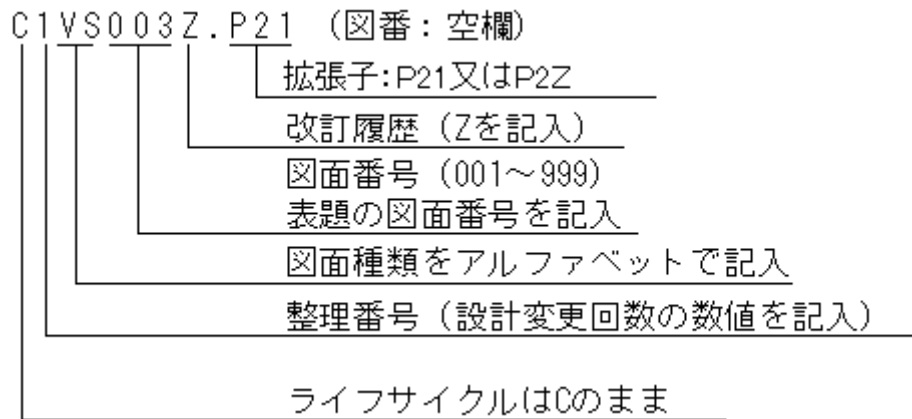 C1VS003Z.P21 （図番：空欄）
拡張子：P21又はP2Z
改訂履歴（Zを記入）
図面番号（001～999）
表題の図面番号を記入
図面種類をアルファベットで記入
整理番号（設計変更回数の数値を記入）
ライフサイクルはCのまま